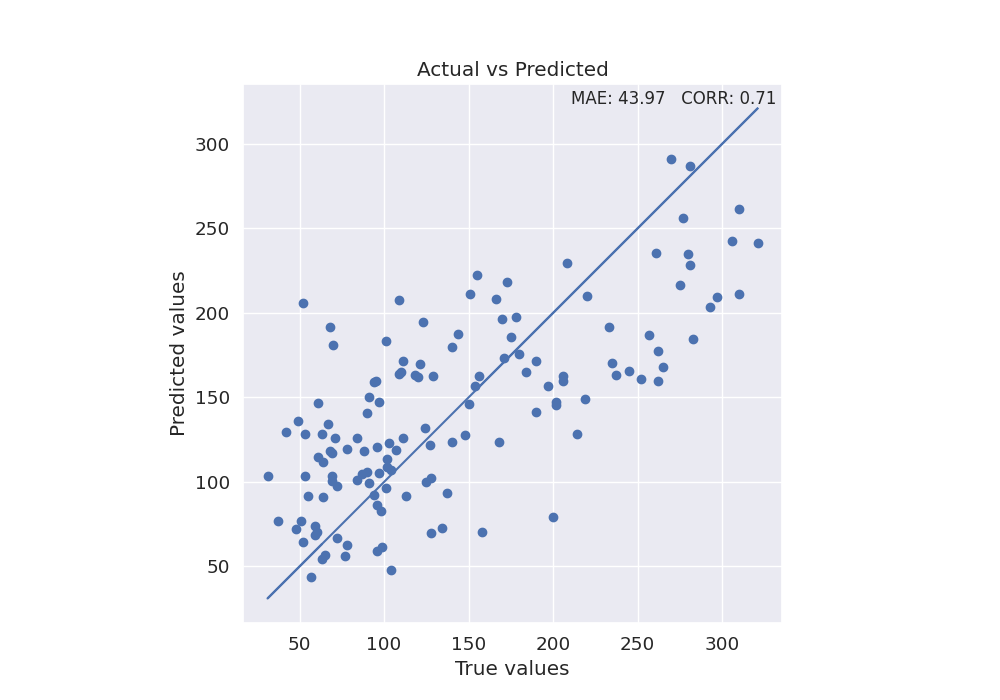 Actual vs Predicted
MAE: 43.97   CORR: 0.71
300
250
200
150
100
50
Predicted values
50 100 150 200 250 300
True values